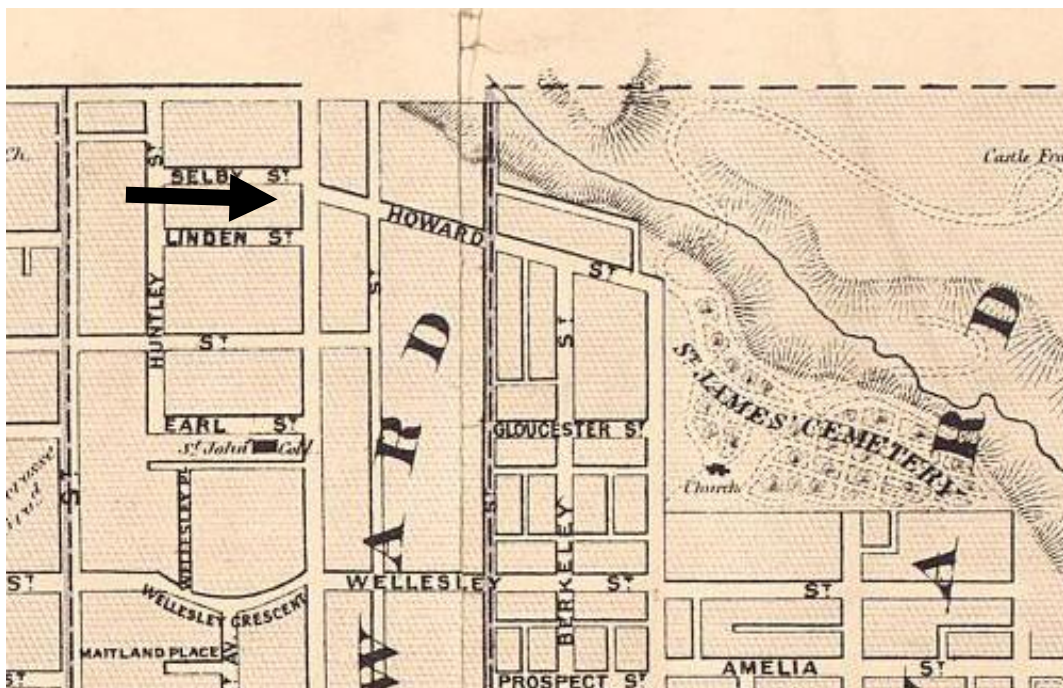 Ch.
ST
Castle Fra
SELBY ST
HOWARD
LINDEN ST
ST
ST
HUNTLEY
ST
ST
D
D
ST. JAMES' CEMETERY
EARL ST
GLOUCESTER ST
R
R
St John Coll
Church
ST
ST
WELLESLEY PL
BERKELEY
A
A
ST
WELLESLEY ST
ST
WELLESLEY CRESCENT
W
MAITLAND PLACE
AV
AMELIA ST
ST
PROSPECT ST